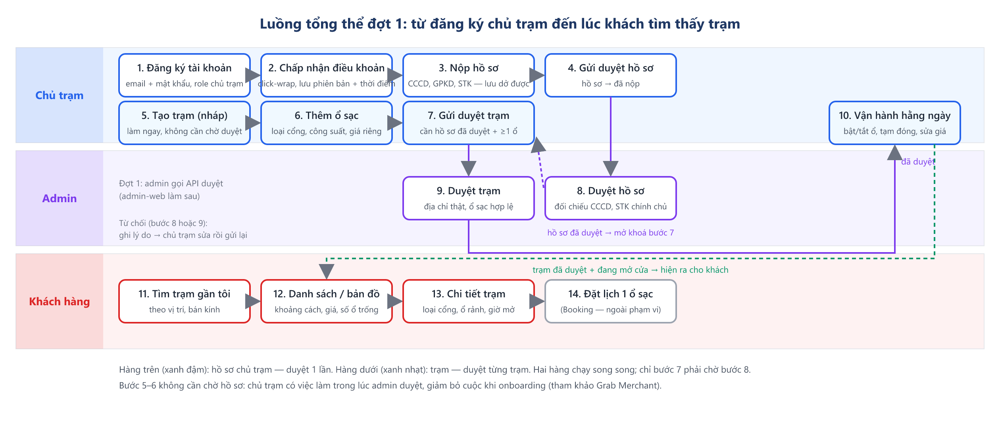 Luồng tổng thể đợt 1: từ đăng ký chủ trạm đến lúc khách tìm thấy trạm
Chủ trạm
1. Đăng ký tài khoản
email + mật khẩu, role chủ trạm
2. Chấp nhận điều khoản
click-wrap, lưu phiên bản + thời điểm
3. Nộp hồ sơ
CCCD, GPKD, STK — lưu dở được
4. Gửi duyệt hồ sơ
hồ sơ → đã nộp
5. Tạo trạm (nháp)
làm ngay, không cần chờ duyệt
6. Thêm ổ sạc
loại cổng, công suất, giá riêng
7. Gửi duyệt trạm
cần hồ sơ đã duyệt + ≥1 ổ
10. Vận hành hằng ngày
bật/tắt ổ, tạm đóng, sửa giá
đã duyệt
Admin
Đợt 1: admin gọi API duyệt
(admin-web làm sau)
Từ chối (bước 8 hoặc 9):
ghi lý do → chủ trạm sửa rồi gửi lại
9. Duyệt trạm
địa chỉ thật, ổ sạc hợp lệ
8. Duyệt hồ sơ
đối chiếu CCCD, STK chính chủ
hồ sơ đã duyệt → mở khoá bước 7
trạm đã duyệt + đang mở cửa → hiện ra cho khách
Khách hàng
11. Tìm trạm gần tôi
theo vị trí, bán kính
12. Danh sách / bản đồ
khoảng cách, giá, số ổ trống
13. Chi tiết trạm
loại cổng, ổ rảnh, giờ mở
14. Đặt lịch 1 ổ sạc
(Booking — ngoài phạm vi)
Hàng trên (xanh đậm): hồ sơ chủ trạm — duyệt 1 lần. Hàng dưới (xanh nhạt): trạm — duyệt từng trạm. Hai hàng chạy song song; chỉ bước 7 phải chờ bước 8.
Bước 5–6 không cần chờ hồ sơ: chủ trạm có việc làm trong lúc admin duyệt, giảm bỏ cuộc khi onboarding (tham khảo Grab Merchant).